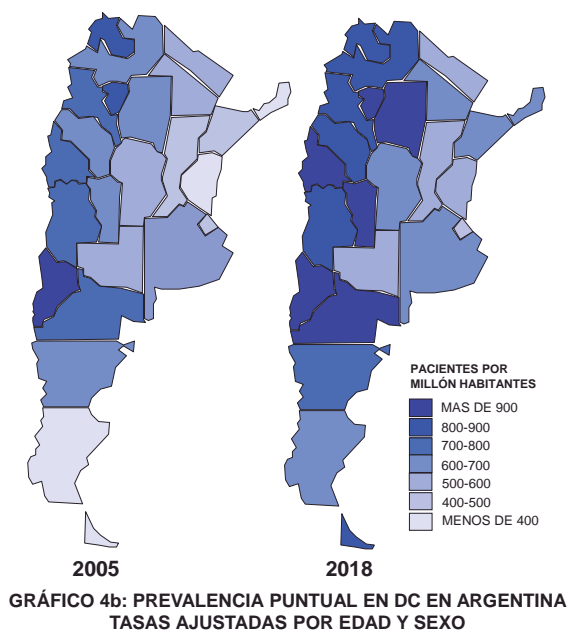 PACIENTES POR
MILLÓN HABITANTES
MAS DE 900
800-900
700-800
600-700
500-600
400-500
MENOS DE 400
2005
2018
GRÁFICO 4b: PREVALENCIA PUNTUAL EN DC EN ARGENTINA
TASAS AJUSTADAS POR EDAD Y SEXO